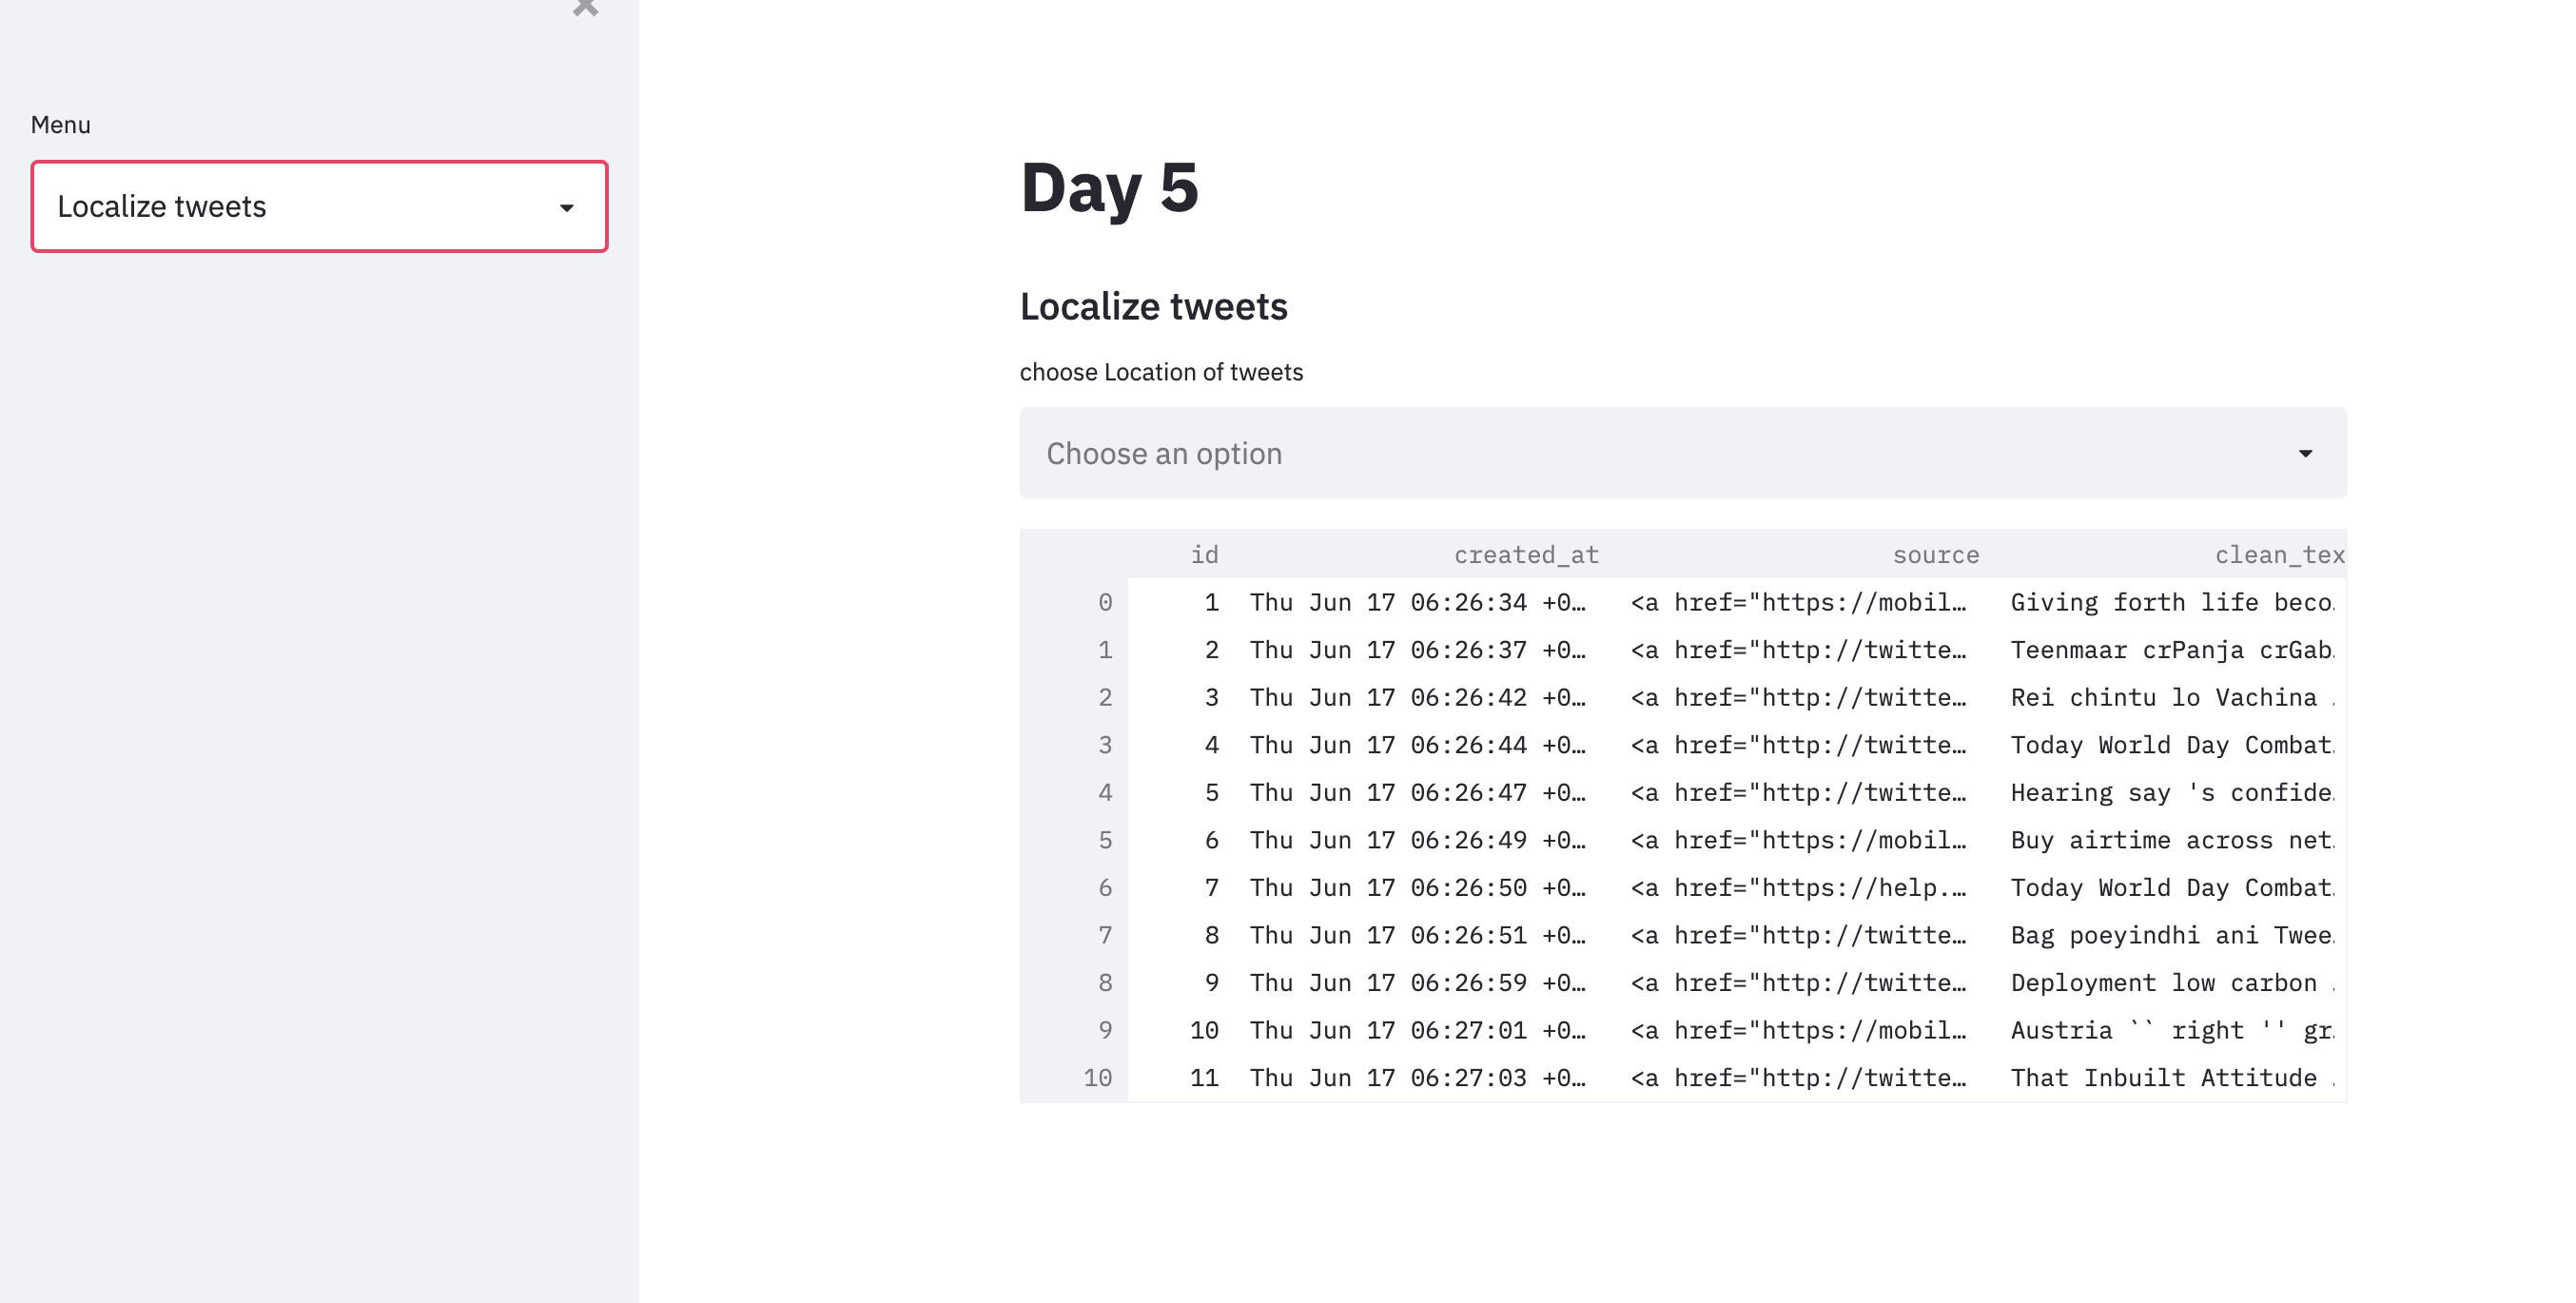 Menu
Localize tweets
Day 5
Localize tweets
choose Location of tweets
Choose an option
id created_at source clean_tex
0 1 Thu Jun 17 06:26:34 +0… <a href="https://mobil… Giving forth life beco.
1 2 Thu Jun 17 06:26:37 +0… <a href="http://twitte… Teenmaar crPanja crGab.
2 3 Thu Jun 17 06:26:42 +0… <a href="http://twitte… Rei chintu lo Vachina .
3 4 Thu Jun 17 06:26:44 +0… <a href="http://twitte… Today World Day Combat.
4 5 Thu Jun 17 06:26:47 +0… <a href="http://twitte… Hearing say 's confide.
5 6 Thu Jun 17 06:26:49 +0… <a href="https://mobil… Buy airtime across net.
6 7 Thu Jun 17 06:26:50 +0… <a href="https://help.… Today World Day Combat.
7 8 Thu Jun 17 06:26:51 +0… <a href="http://twitte… Bag poeyindhi ani Twee.
8 9 Thu Jun 17 06:26:59 +0… <a href="http://twitte… Deployment low carbon .
9 10 Thu Jun 17 06:27:01 +0… <a href="https://mobil… Austria `` right '' gr.
10 11 Thu Jun 17 06:27:03 +0… <a href="http://twitte… That Inbuilt Attitude .